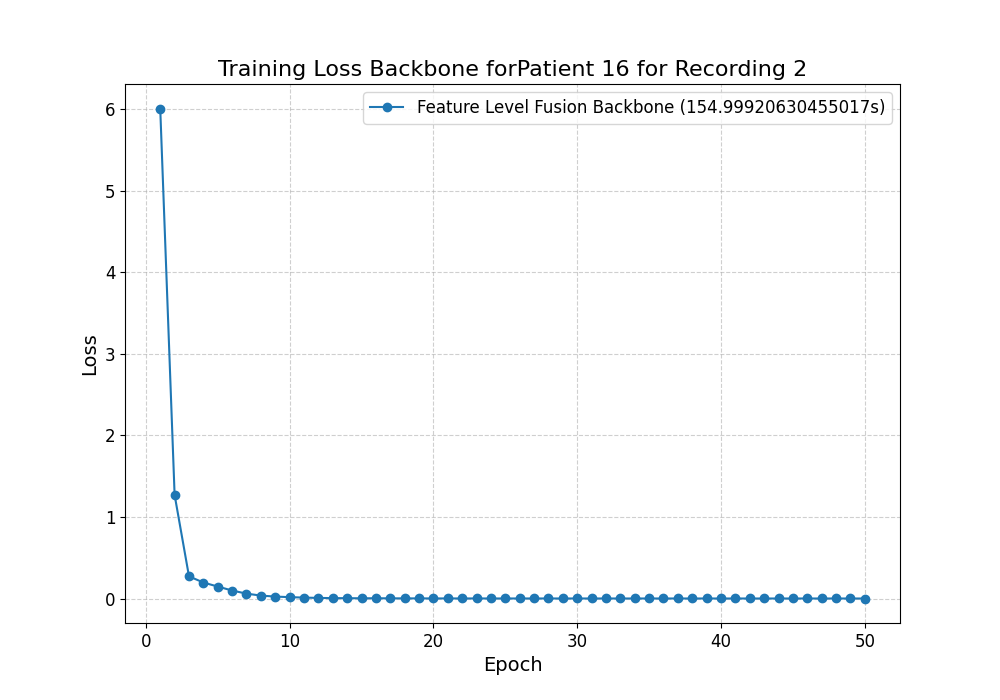 Training Loss Backbone forPatient 16 for Recording 2
Feature Level Fusion Backbone (154.99920630455017s)
6
5
4
3
2
1
0
Loss
0 10 20 30 40 50
Epoch